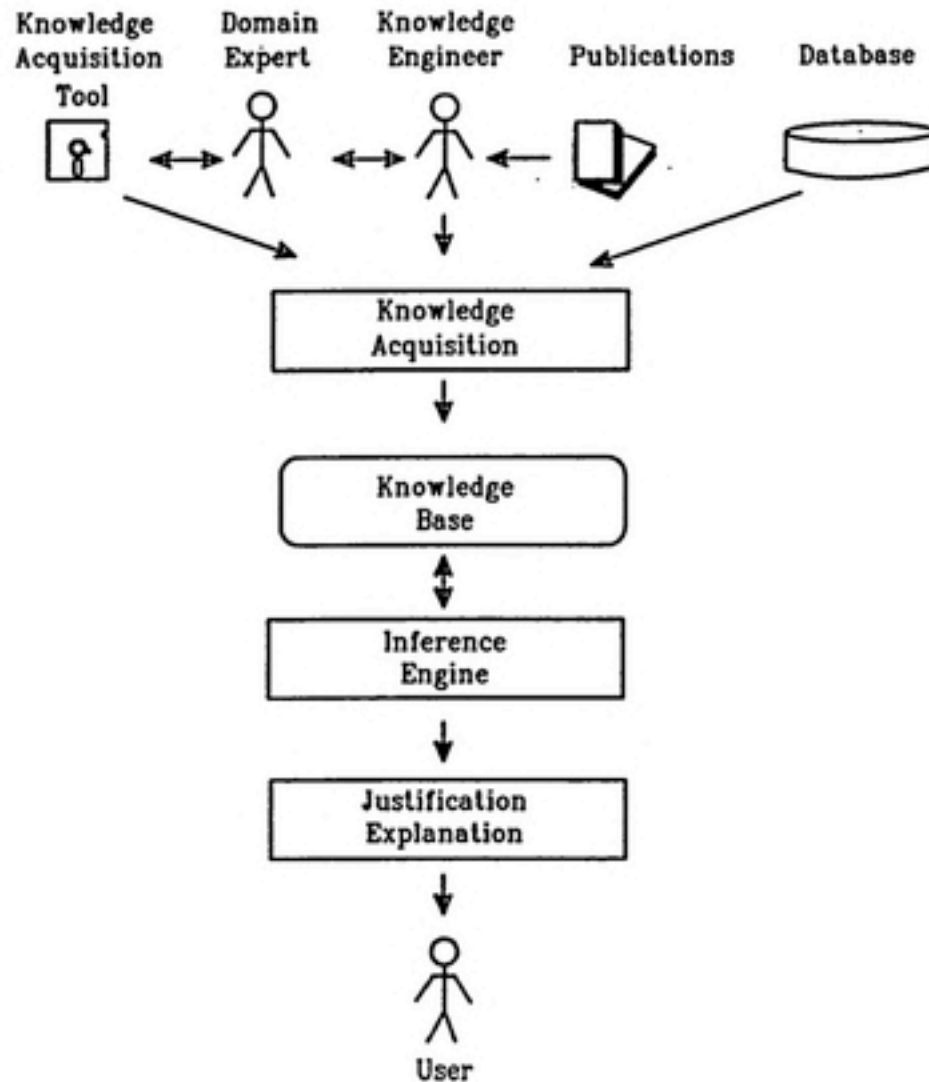 Knowledge
Acquisition
Tool
Domain
Expert
Knowledge
Engineer
Publications
Database
Knowledge
Acquisition
Knowledge
Base
Inference
Engine
Justification
Explanation
User